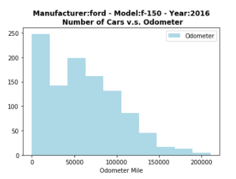 Manufacturer:ford - Model:f-150 - Year:2016
Number of Cars v.s. Odometer
Odometer
250
200
150
100
50
0
0 50000 100000 150000 200000
Odometer Mile